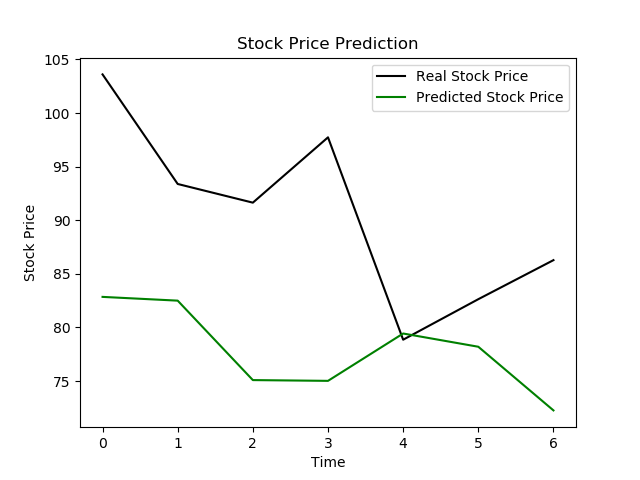 Stock Price Prediction
Real Stock Price
Predicted Stock Price
Stock Price
105
100
95
90
85
80
75
0 1 2 3 4 5 6
Time